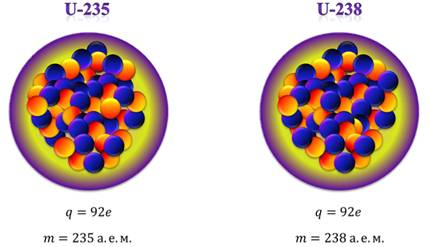 U-235 U-238
q = 92e q = 92e
m = 235 а. е. м. m = 238 а. е. м.